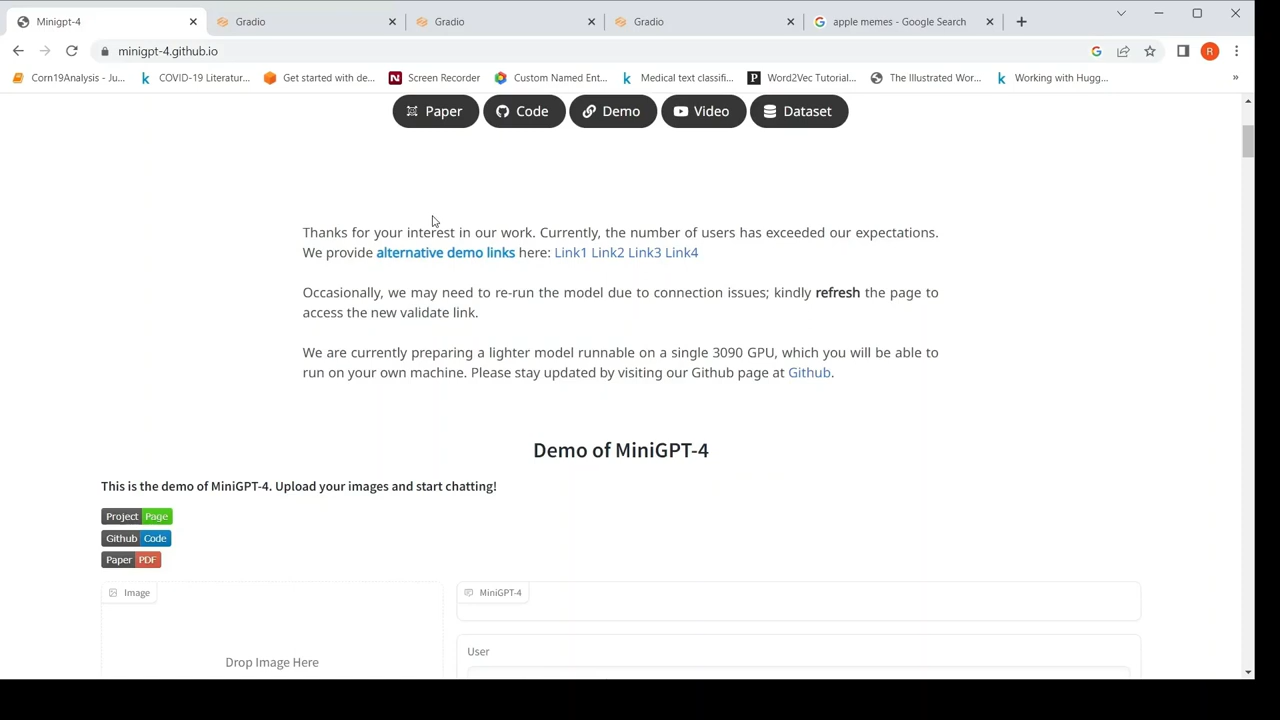 Minigpt-4
Gradio
Gradio
Gradio
apple memes - Google Search
minigpt-4.github.io
R
Corn19Analysis - Ju...
COVID-19 Literatur...
Get started with de...
Screen Recorder
Custom Named Ent...
Medical text classifi...
Word2Vec Tutorial...
The Illustrated Wor...
Working with Hugg...
»
Paper
Code
Demo
Video
Dataset
Thanks for your interest in our work. Currently, the number of users has exceeded our expectations.
We provide alternative demo links here: Link1 Link2 Link3 Link4
Occasionally, we may need to re-run the model due to connection issues; kindly refresh the page to
access the new validate link.
We are currently preparing a lighter model runnable on a single 3090 GPU, which you will be able to
run on your own machine. Please stay updated by visiting our Github page at Github.
Demo of MiniGPT-4
This is the demo of MiniGPT-4. Upload your images and start chatting!
Project Page
Github Code
Paper PDF
Image
MiniGPT-4
User
Drop Image Here